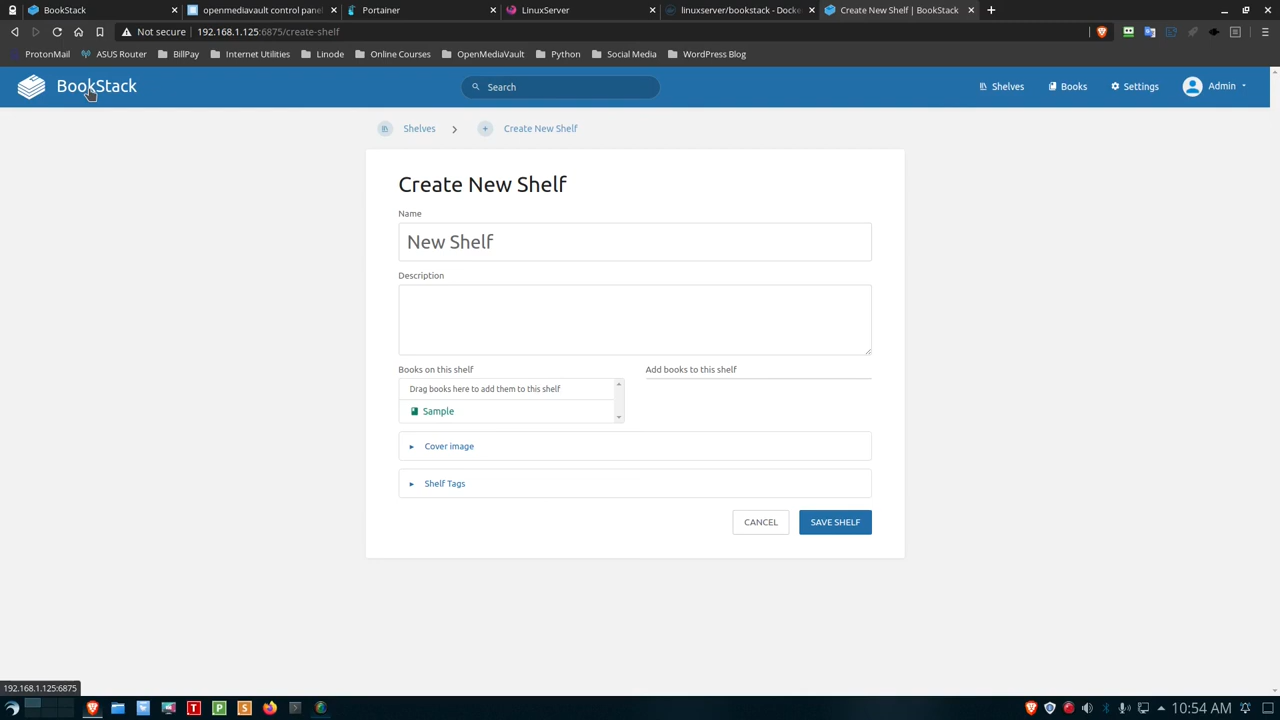 BookStack
openmediavault control panel
Portainer
LinuxServer
linuxserver/bookstack - Docke
Create New Shelf | BookStack
Not secure
192.168.1.125:6875/create-shelf
ProtonMail
ASUS Router
BillPay
Internet Utilities
Linode
Online Courses
OpenMediaVault
Python
Social Media
WordPress Blog
BookStack
Search
Shelves
Books
Settings
Admin
Shelves
Create New Shelf
Create New Shelf
Name
New Shelf
Description
Books on this shelf
Add books to this shelf
Drag books here to add them to this shelf
Sample
Cover image
Shelf Tags
CANCEL
SAVE SHELF
192.168.1.125:6875
T
P
S
10:54 AM